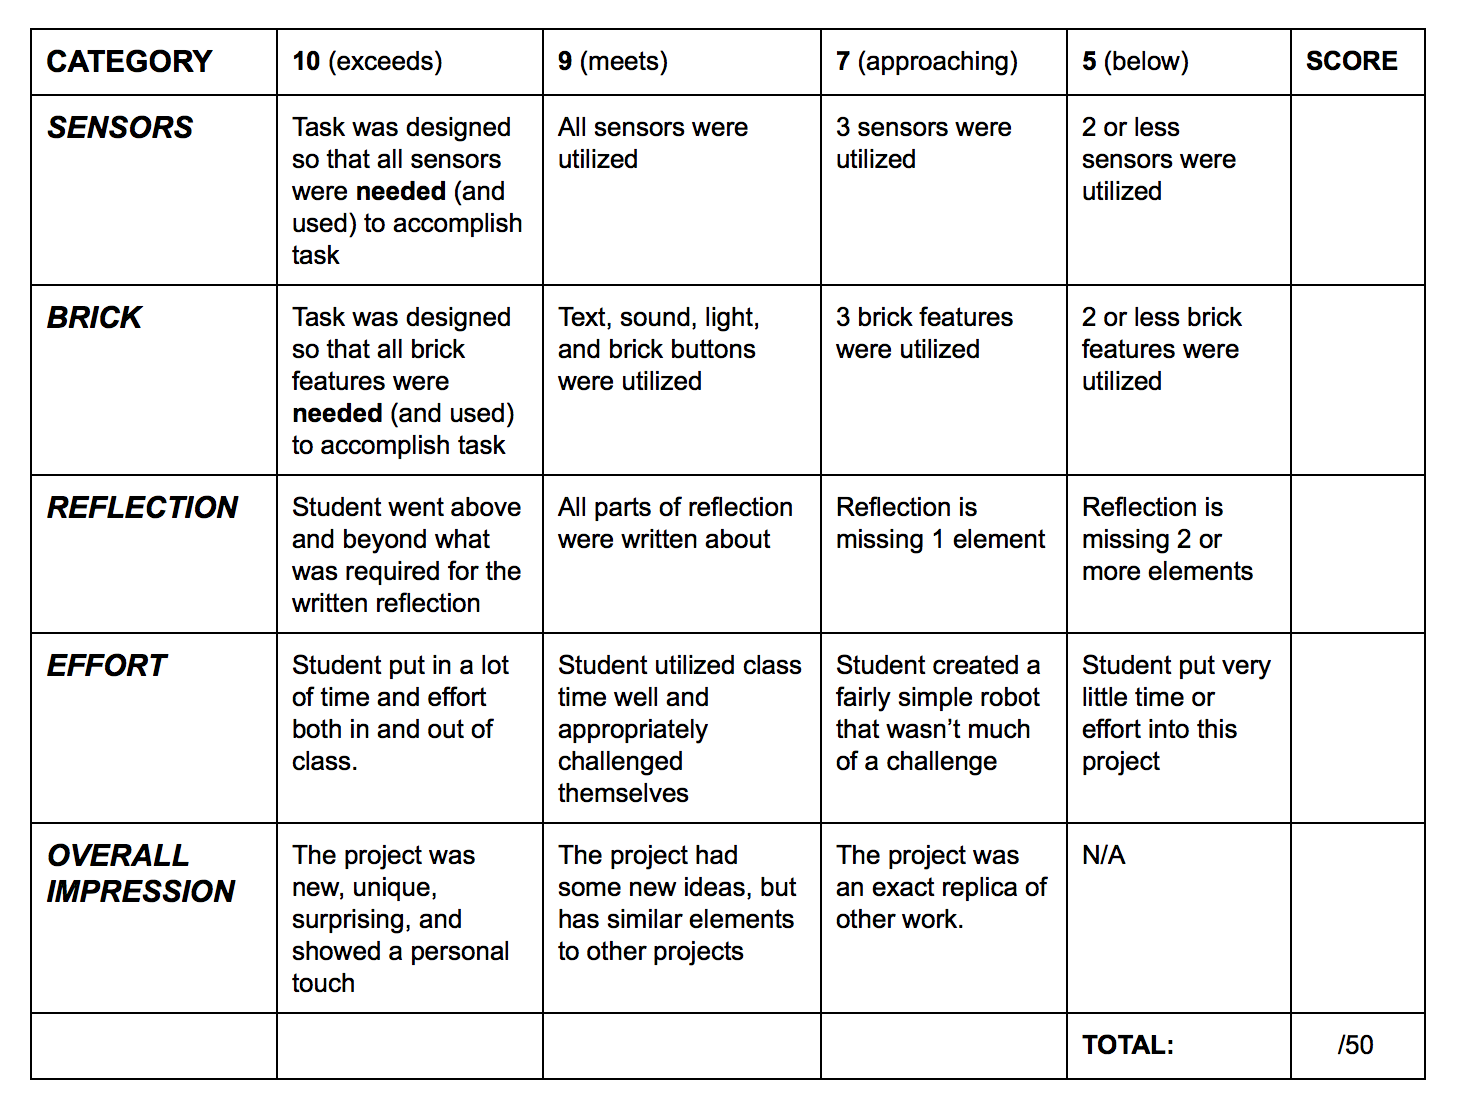 CATEGORY 10 (exceeds) 9 (meets) 7 (approaching) 5 (below) SCORE
SENSORS
Task was designed
so that all sensors
were needed (and
used) to accomplish
task
All sensors were
utilized
3 sensors were
utilized
2 or less
sensors were
utilized
BRICK
Task was designed
so that all brick
features were
needed (and used)
to accomplish task
Text, sound, light,
and brick buttons
were utilized
3 brick features
were utilized
2 or less brick
features were
utilized
REFLECTION
Student went above
and beyond what
was required for the
written reflection
All parts of reflection
were written about
Reflection is
missing 1 element
Reflection is
missing 2 or
more elements
EFFORT
Student put in a lot
of time and effort
both in and out of
class.
Student utilized class
time well and
appropriately
challenged
themselves
Student created a
fairly simple robot
that wasn’t much
of a challenge
Student put very
little time or
effort into this
project
OVERALL
IMPRESSION
The project was
new, unique,
surprising, and
showed a personal
touch
The project had
some new ideas, but
has similar elements
to other projects
The project was
an exact replica of
other work.
N/A
TOTAL: /50